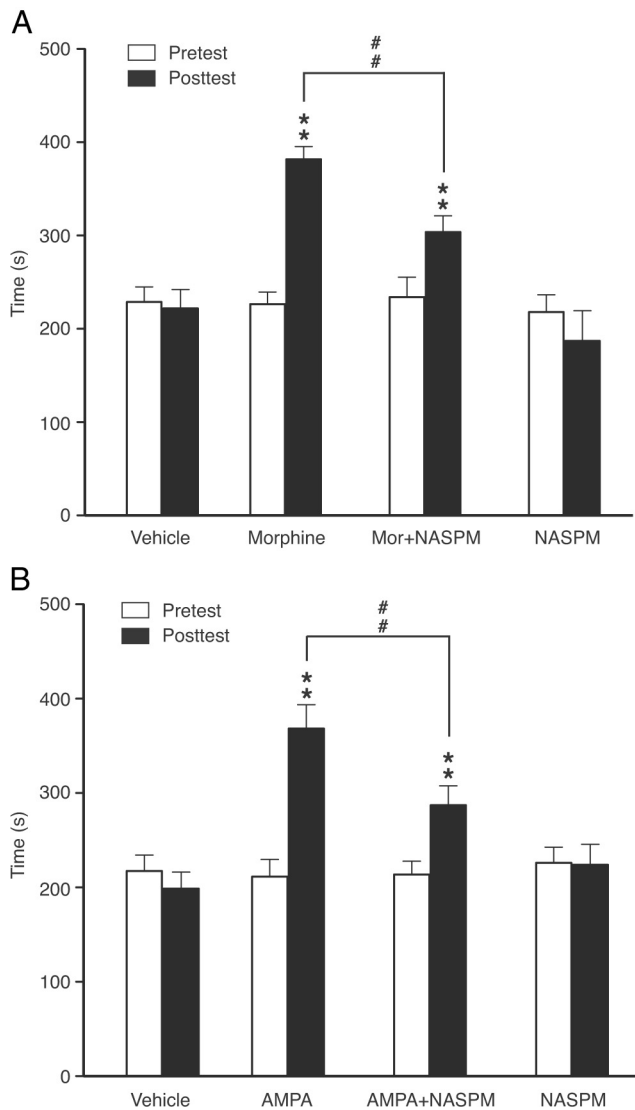 A
500
400
300
200
100
0
Time (s)
Pretest
Posttest
#
#
*
*
*
*
Vehicle Morphine Mor+NASPM NASPM
B
500
400
300
200
100
0
Time (s)
Pretest
Posttest
#
#
*
*
*
*
Vehicle AMPA AMPA+NASPM NASPM